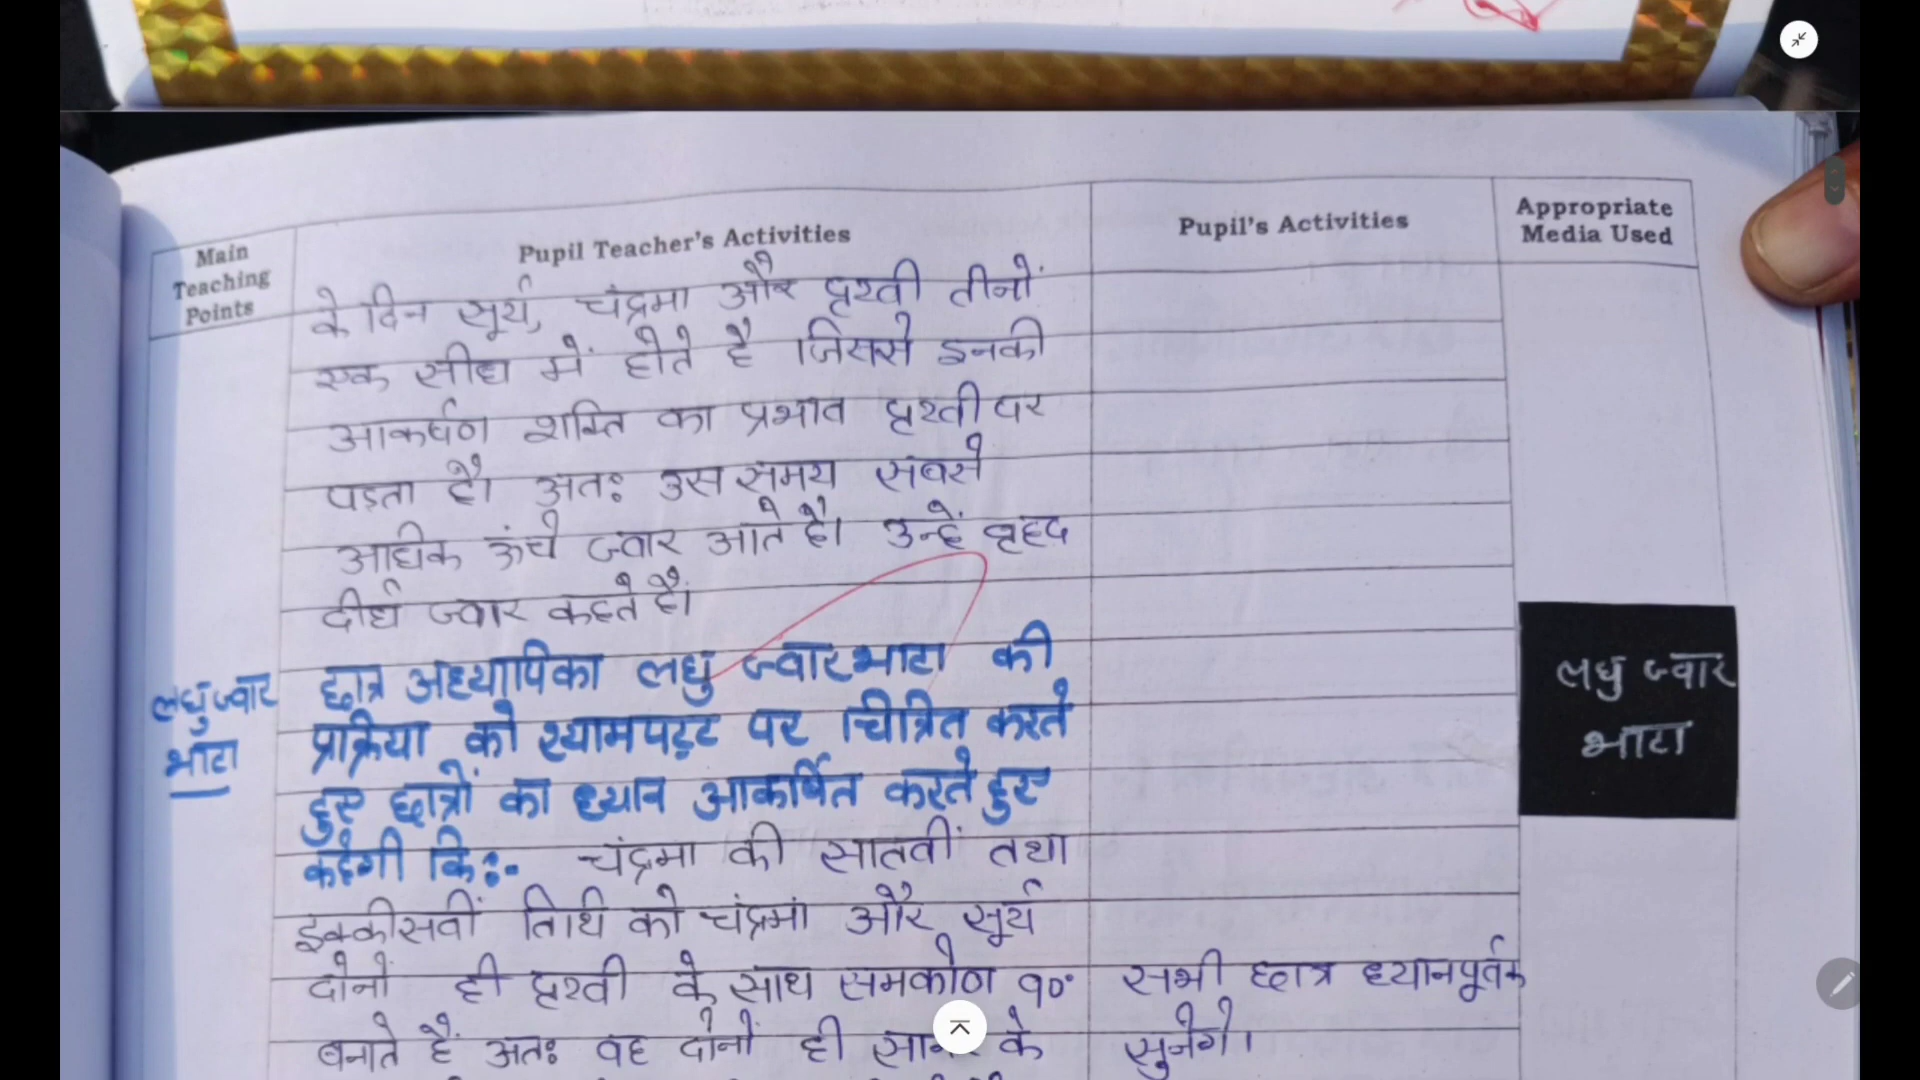 Main Teaching Points
Pupil Teacher's Activities
Pupil's Activities
Appropriate Media Used
के दिन सूर्य, चंद्रमा और पृथ्वी तीनों
एक सीध में होते है जिससे इनकी
आकर्षण शक्ति का प्रभाव पृथ्वी पर
पड़ता है। अतः उस समय सबसे
अधिक ऊंचे ज्वार आते है। उन्हें वृहद
दीर्घ ज्वार कहते है।
लघु ज्वार
भाटा
छात्र अध्यापिका लघु ज्वारभाटा की
प्रक्रिया को श्यामपट्ट पर चित्रित करते
हुए छात्रों का ध्यान आकर्षित करते हुए
कहेगी कि:- चंद्रमा की सातवीं तथा
इक्कीसवीं तिथि को चंद्रमा और सूर्य
दोनों ही पृथ्वी के साथ समकोण ९०°
बनाते हैं अतः वह दोनों ही के
सभी छात्र ध्यानपूर्वक
सुनेगे।
लघु ज्वार
भाटा